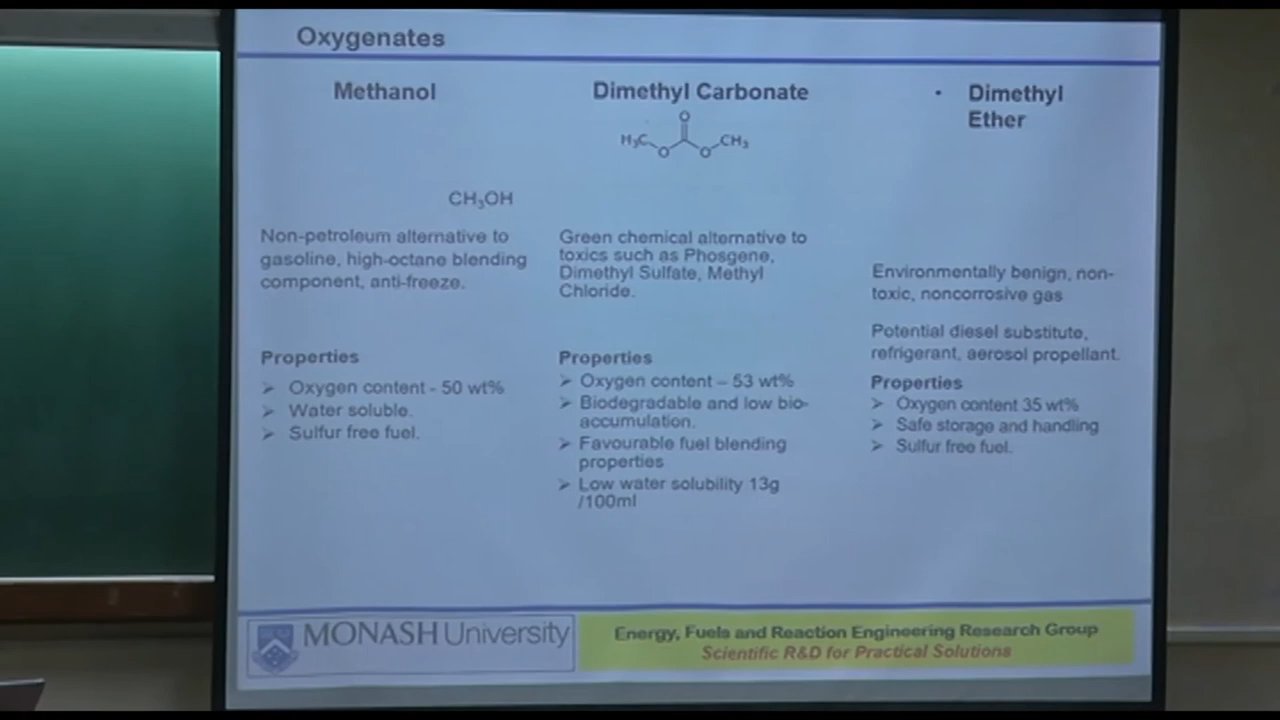 Oxygenates
Methanol
CH₃OH
Non-petroleum alternative to
gasoline, high-octane blending
component, anti-freeze.
Properties
➢ Oxygen content - 50 wt%
➢ Water soluble.
➢ Sulfur free fuel.
Dimethyl Carbonate
O
H₃C
O
O
CH₃
Green chemical alternative to
toxics such as Phosgene,
Dimethyl Sulfate, Methyl
Chloride.
Properties
➢ Oxygen content – 53 wt%
➢ Biodegradable and low bio-
accumulation.
➢ Favourable fuel blending
properties
➢ Low water solubility 13g
/100ml
• Dimethyl
Ether
Environmentally benign, non-
toxic, noncorrosive gas
Potential diesel substitute,
refrigerant, aerosol propellant.
Properties
➢ Oxygen content 35 wt%
➢ Safe storage and handling
➢ Sulfur free fuel.
MONASH University
Energy, Fuels and Reaction Engineering Research Group
Scientific R&D for Practical Solutions